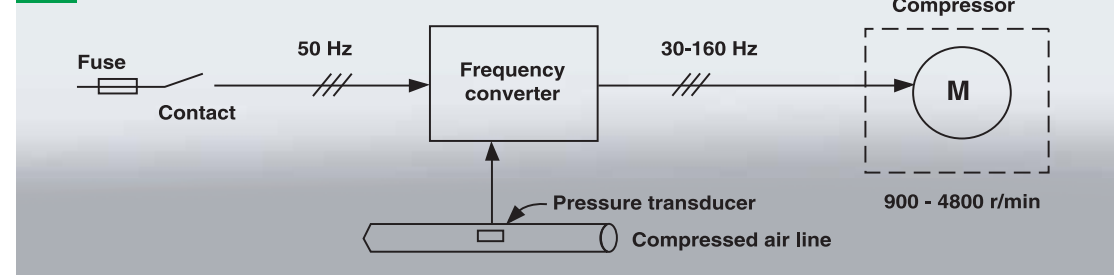 Compressor
50 Hz
30-160 Hz
Fuse
Frequency
converter
M
Contact
Pressure transducer
900 - 4800 r/min
Compressed air line